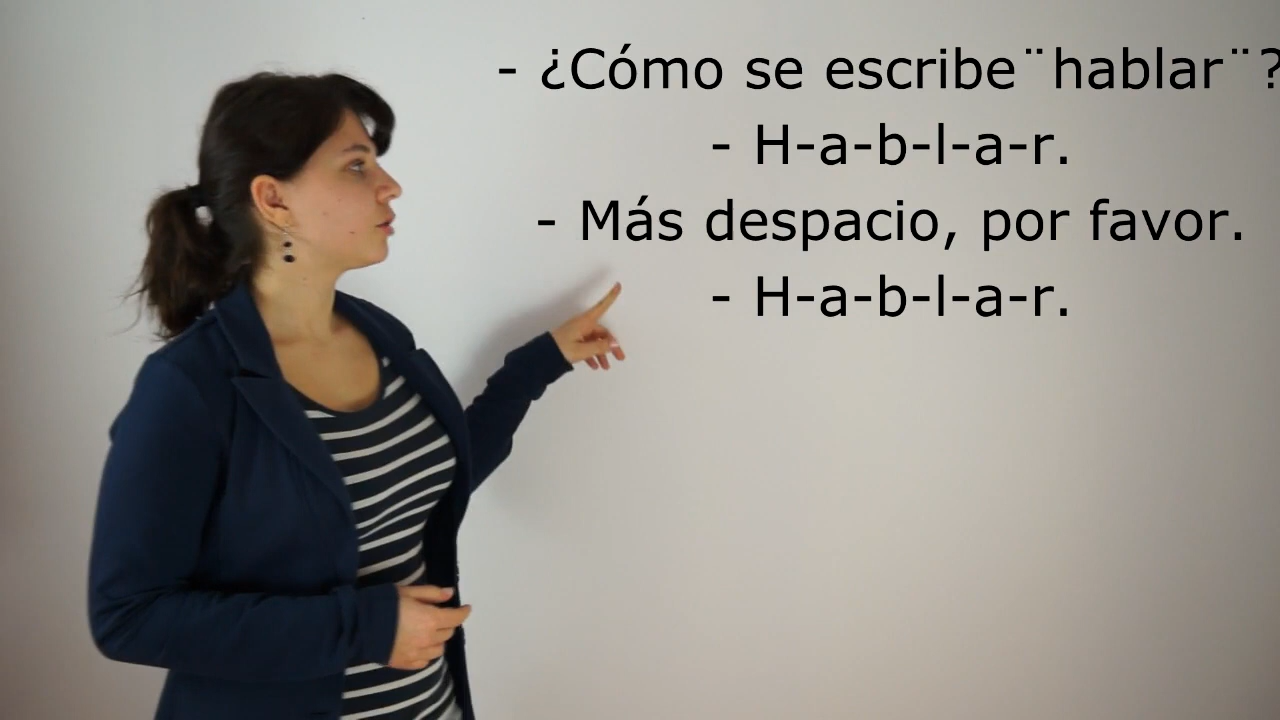 - ¿Cómo se escribe¨hablar¨?
- H-a-b-l-a-r.
- Más despacio, por favor.
- H-a-b-l-a-r.